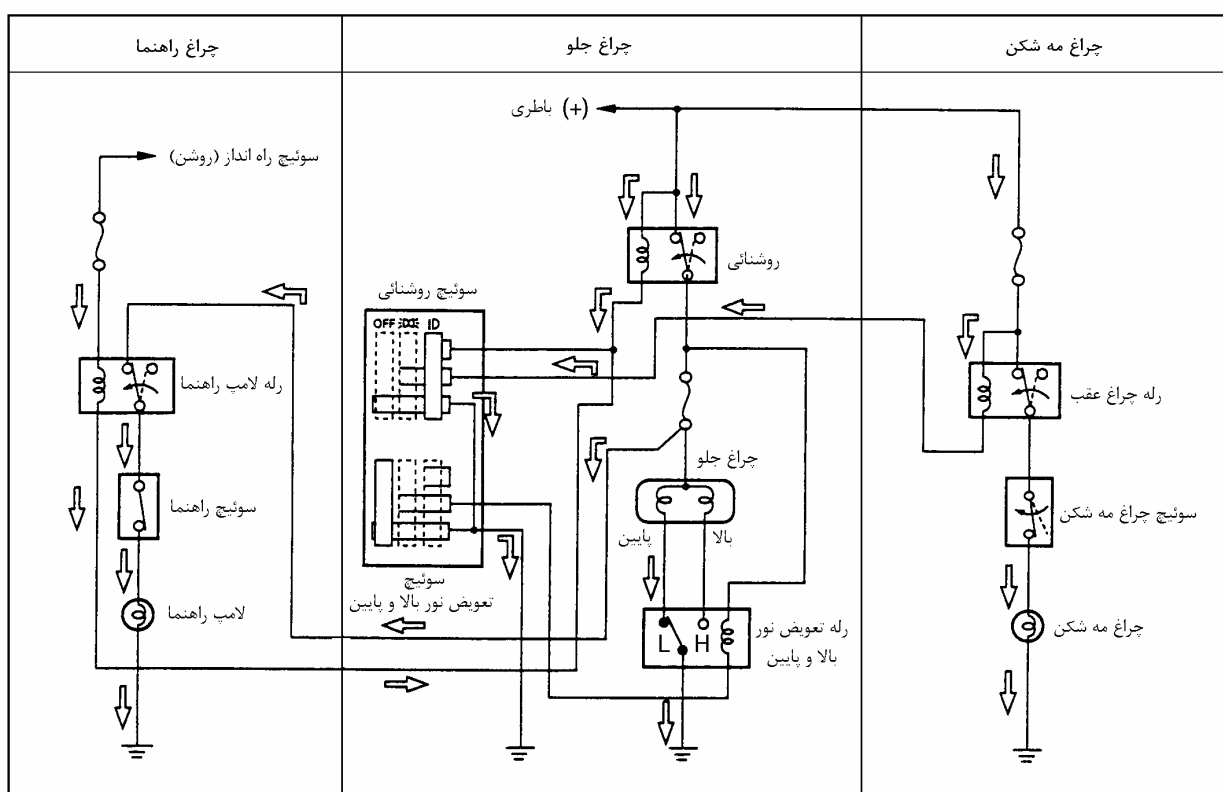 چراغ مه شکن
چراغ جلو
چراغ راهنما
باطری (+)
سوئیچ راه انداز (روشن)
روشنائی
سوئیچ روشنائی
OFF
رله لامپ راهنما
رله چراغ عقب
چراغ جلو
سوئیچ راهنما
سوئیچ چراغ مه شکن
بالا
پایین
سوئیچ
تعویض نور بالا و پایین
لامپ راهنما
چراغ مه شکن
رله تعویض نور
بالا و پایین
L
H